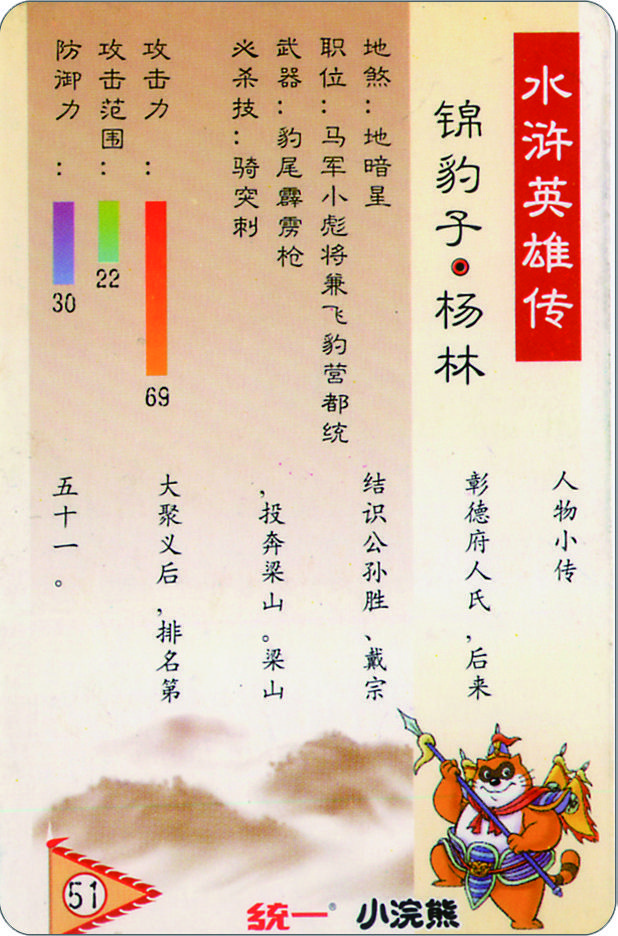 水浒英雄传
锦豹子·杨林
地煞：地暗星
职位：马军小彪将兼飞豹营都统
武器：豹尾霹雳枪
必杀技：骑突刺
攻击力：69
攻击范围：22
防御力：30
人物小传
彰德府人氏，后来
结识公孙胜、戴宗
，投奔梁山。梁山
大聚义后，排名第
五十一。
51
统一® 小浣熊